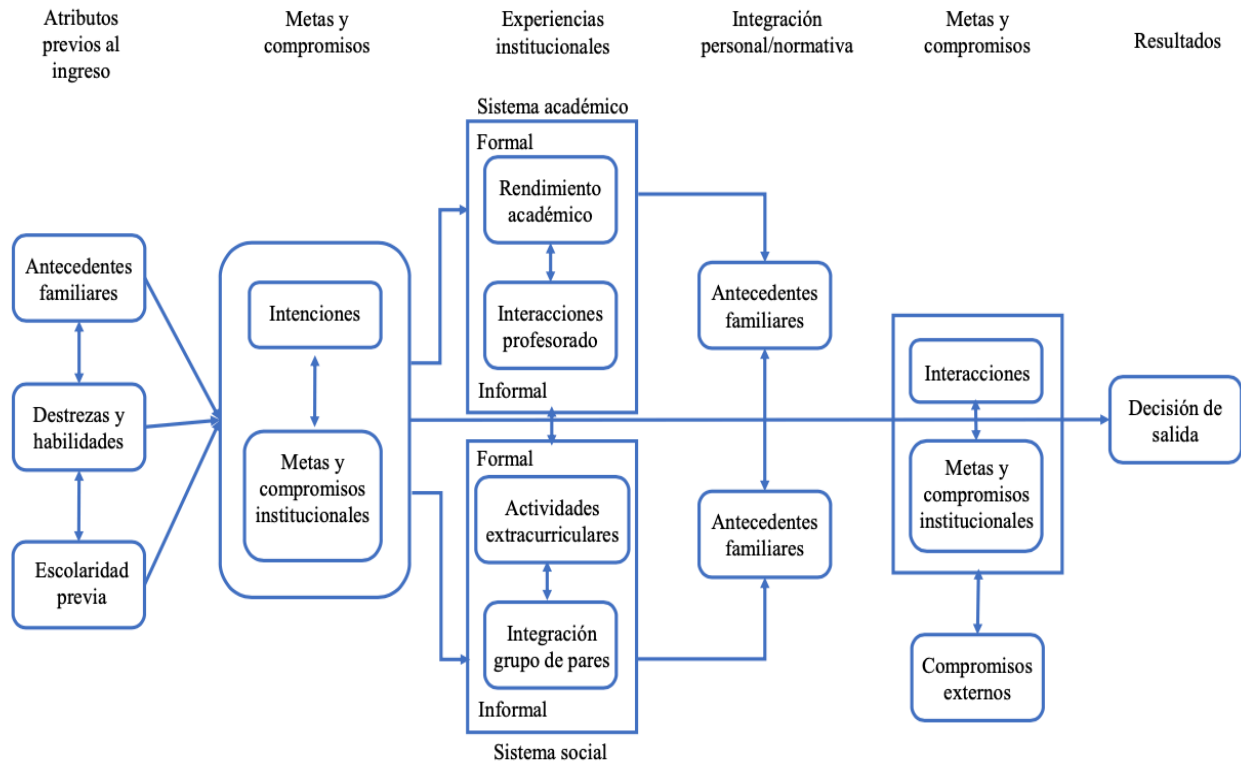 Atributos
previos al
ingreso
Metas y
compromisos
Experiencias
institucionales
Integración
personal/normativa
Metas y
compromisos
Resultados
Antecedentes
familiares
Destrezas y
habilidades
Escolaridad
previa
Intenciones
Metas y
compromisos
institucionales
Sistema académico
Formal
Rendimiento
académico
Interacciones
profesorado
Informal
Formal
Actividades
extracurriculares
Integración
grupo de pares
Informal
Sistema social
Antecedentes
familiares
Antecedentes
familiares
Interacciones
Metas y
compromisos
institucionales
Compromisos
externos
Decisión de
salida